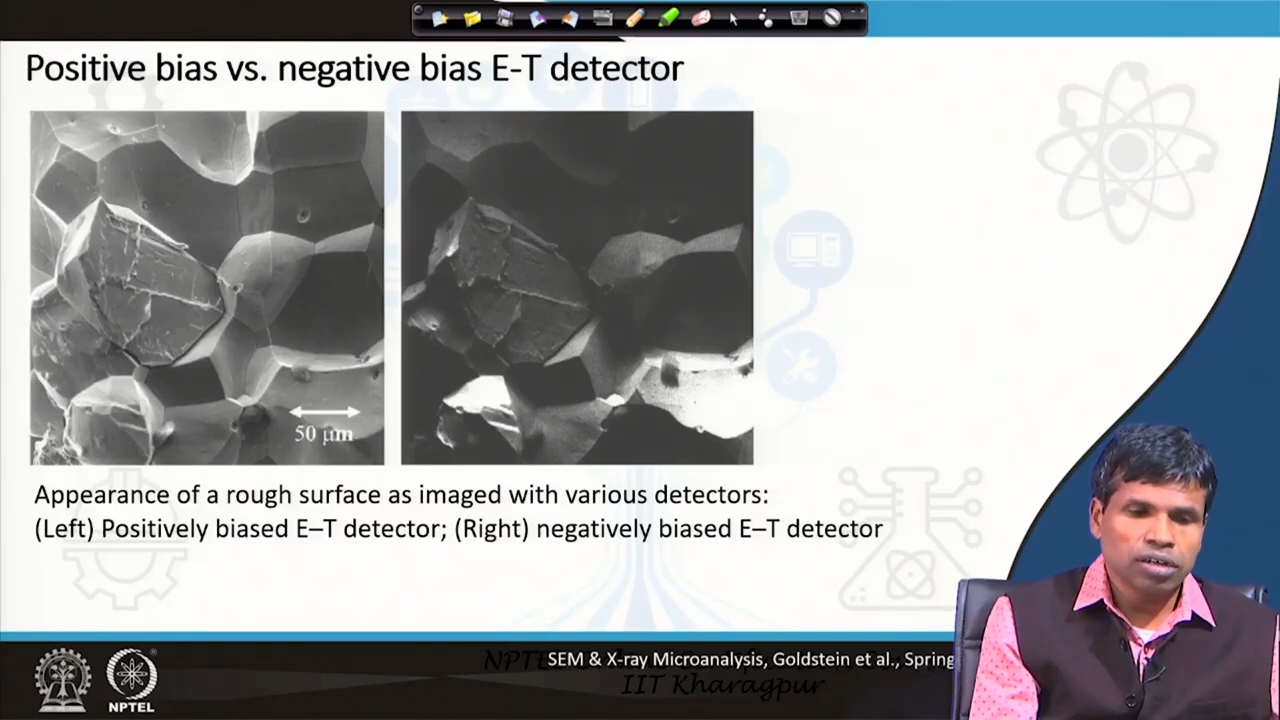 Positive bias vs. negative bias E-T detector
50 µm
Appearance of a rough surface as imaged with various detectors:
(Left) Positively biased E–T detector; (Right) negatively biased E–T detector
SEM & X-ray Microanalysis, Goldstein et al., Spring
NPTEL
IIT Kharagpur